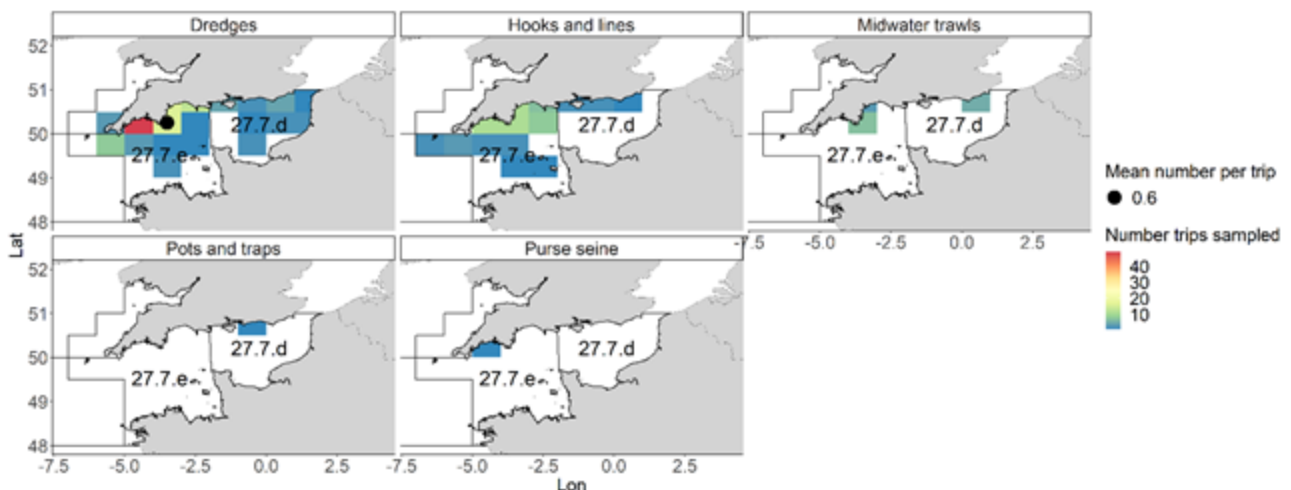 Dredges
Hooks and lines
Midwater trawls
52
51
50
49
48
27.7.d
27.7.e
27.7.d
27.7.e
27.7.d
27.7.e
-7.5
-5.0
-2.5
0.0
2.5
Lat
Pots and traps
Purse seine
52
51
50
49
48
27.7.d
27.7.e
27.7.d
27.7.e
-7.5
-5.0
-2.5
0.0
2.5
-7.5
-5.0
-2.5
0.0
2.5
Lon
Mean number per trip
0.6
Number trips sampled
40
30
20
10